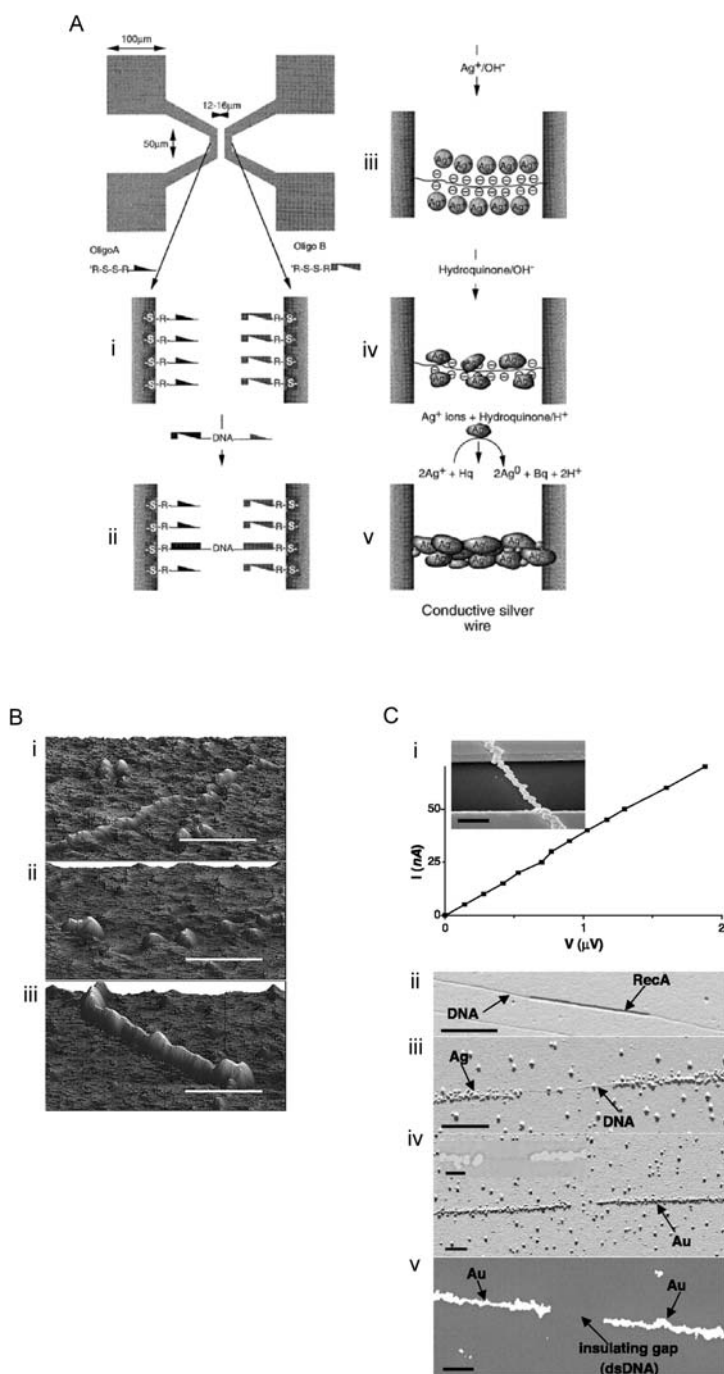 A
100μm
12-16μm
50μm
OligoA
"R-S-S-R
Oligo B
"R-S-S-R
i
-S -R
R- S-
-S -R
R- S-
-S -R
R- S-
-S -R
R- S-
DNA
ii
-S -R
R- S-
-S -R
R- S-
-S -R DNA R- S-
-S -R
R- S-
Ag⁺/OH⁻
iii
Hydroquinone/OH⁻
iv
Ag⁺ ions + Hydroquinone/H⁺
2Ag⁺ + Hq 2Ag⁰ + Bq + 2H⁺
v
Conductive silver
wire
B
i
ii
iii
C
i
I (nA)
50
25
0
0 1 2
V (μV)
ii
DNA
RecA
iii
Ag
DNA
iv
Au
v
Au
Au
insulating gap
(dsDNA)